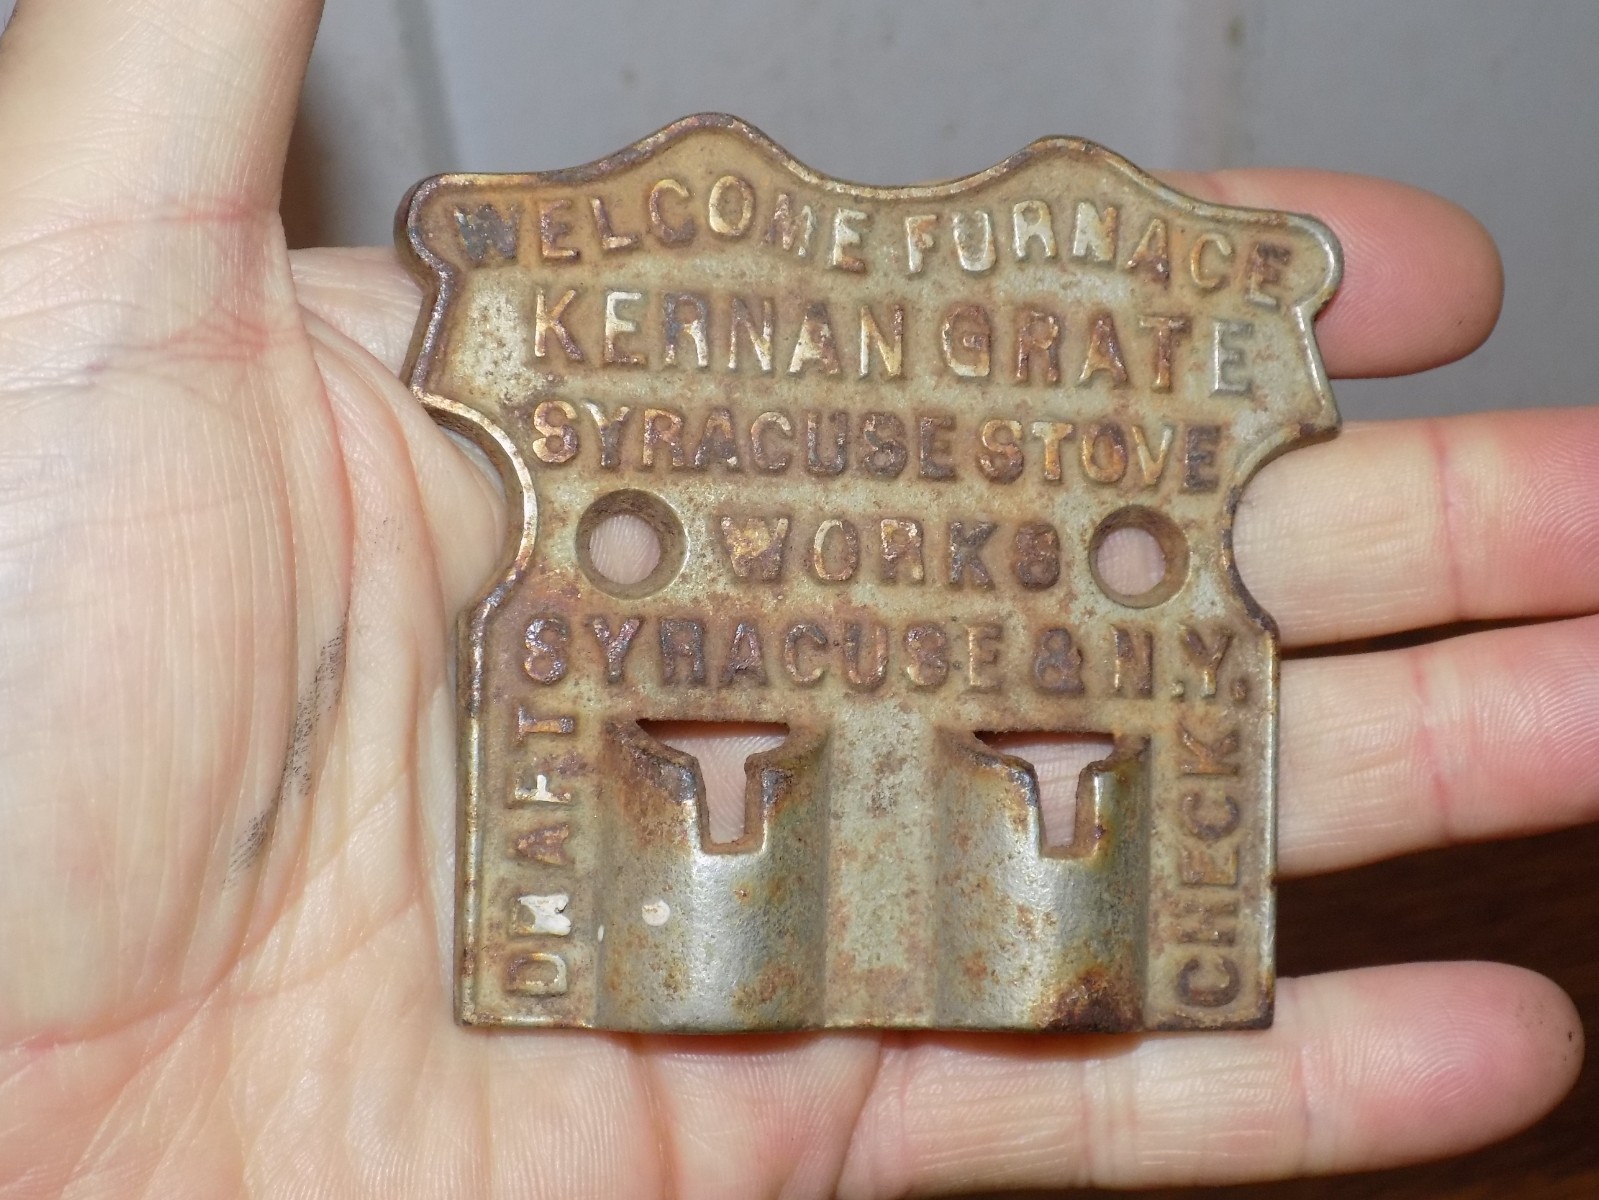 WELCOME FURNACE
KERNAN GRATE
SYRACUSE STOVE
WORKS
SYRACUSE & N.Y.
DRAFT
CHECK